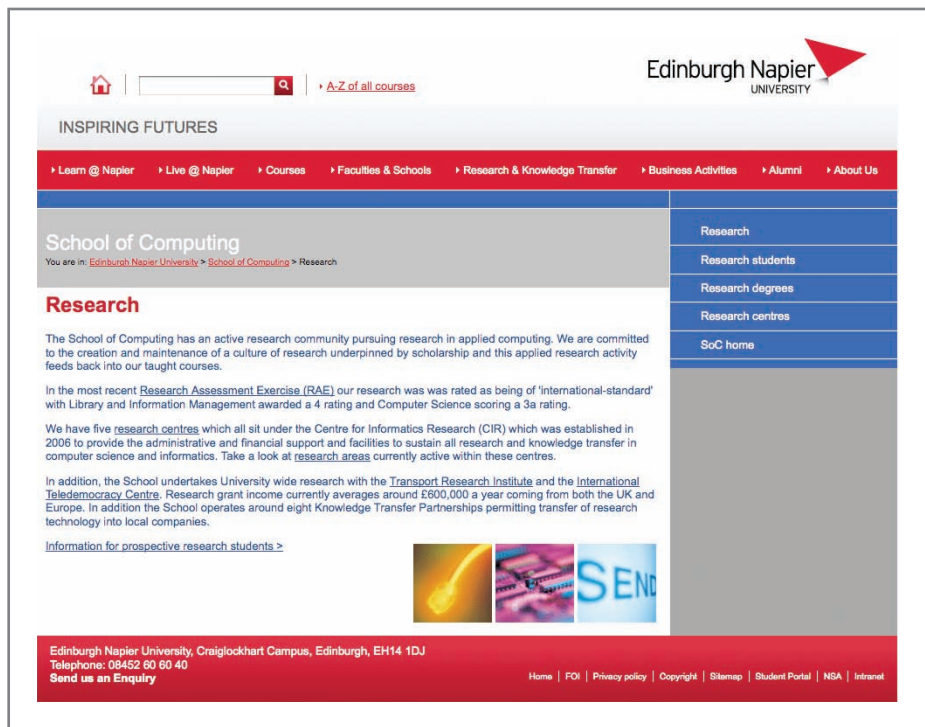 A-Z of all courses
Edinburgh Napier
UNIVERSITY
INSPIRING FUTURES
Learn @ Napier Live @ Napier Courses Faculties & Schools Research & Knowledge Transfer Business Activities Alumni About Us
School of Computing
You are in: Edinburgh Napier University > School of Computing > Research
Research
The School of Computing has an active research community pursuing research in applied computing. We are committed
to the creation and maintenance of a culture of research underpinned by scholarship and this applied research activity
feeds back into our taught courses.
In the most recent Research Assessment Exercise (RAE) our research was was rated as being of 'international-standard'
with Library and Information Management awarded a 4 rating and Computer Science scoring a 3a rating.
We have five research centres which all sit under the Centre for Informatics Research (CIR) which was established in
2006 to provide the administrative and financial support and facilities to sustain all research and knowledge transfer in
computer science and informatics. Take a look at research areas currently active within these centres.
In addition, the School undertakes University wide research with the Transport Research Institute and the International
Teledemocracy Centre. Research grant income currently averages around £600,000 a year coming from both the UK and
Europe. In addition the School operates around eight Knowledge Transfer Partnerships permitting transfer of research
technology into local companies.
Information for prospective research students >
SEND
Research
Research students
Research degrees
Research centres
SoC home
Edinburgh Napier University, Craiglockhart Campus, Edinburgh, EH14 1DJ
Telephone: 08452 60 60 40
Send us an Enquiry
Home | FOI | Privacy policy | Copyright | Sitemap | Student Portal | NSA | Intranet